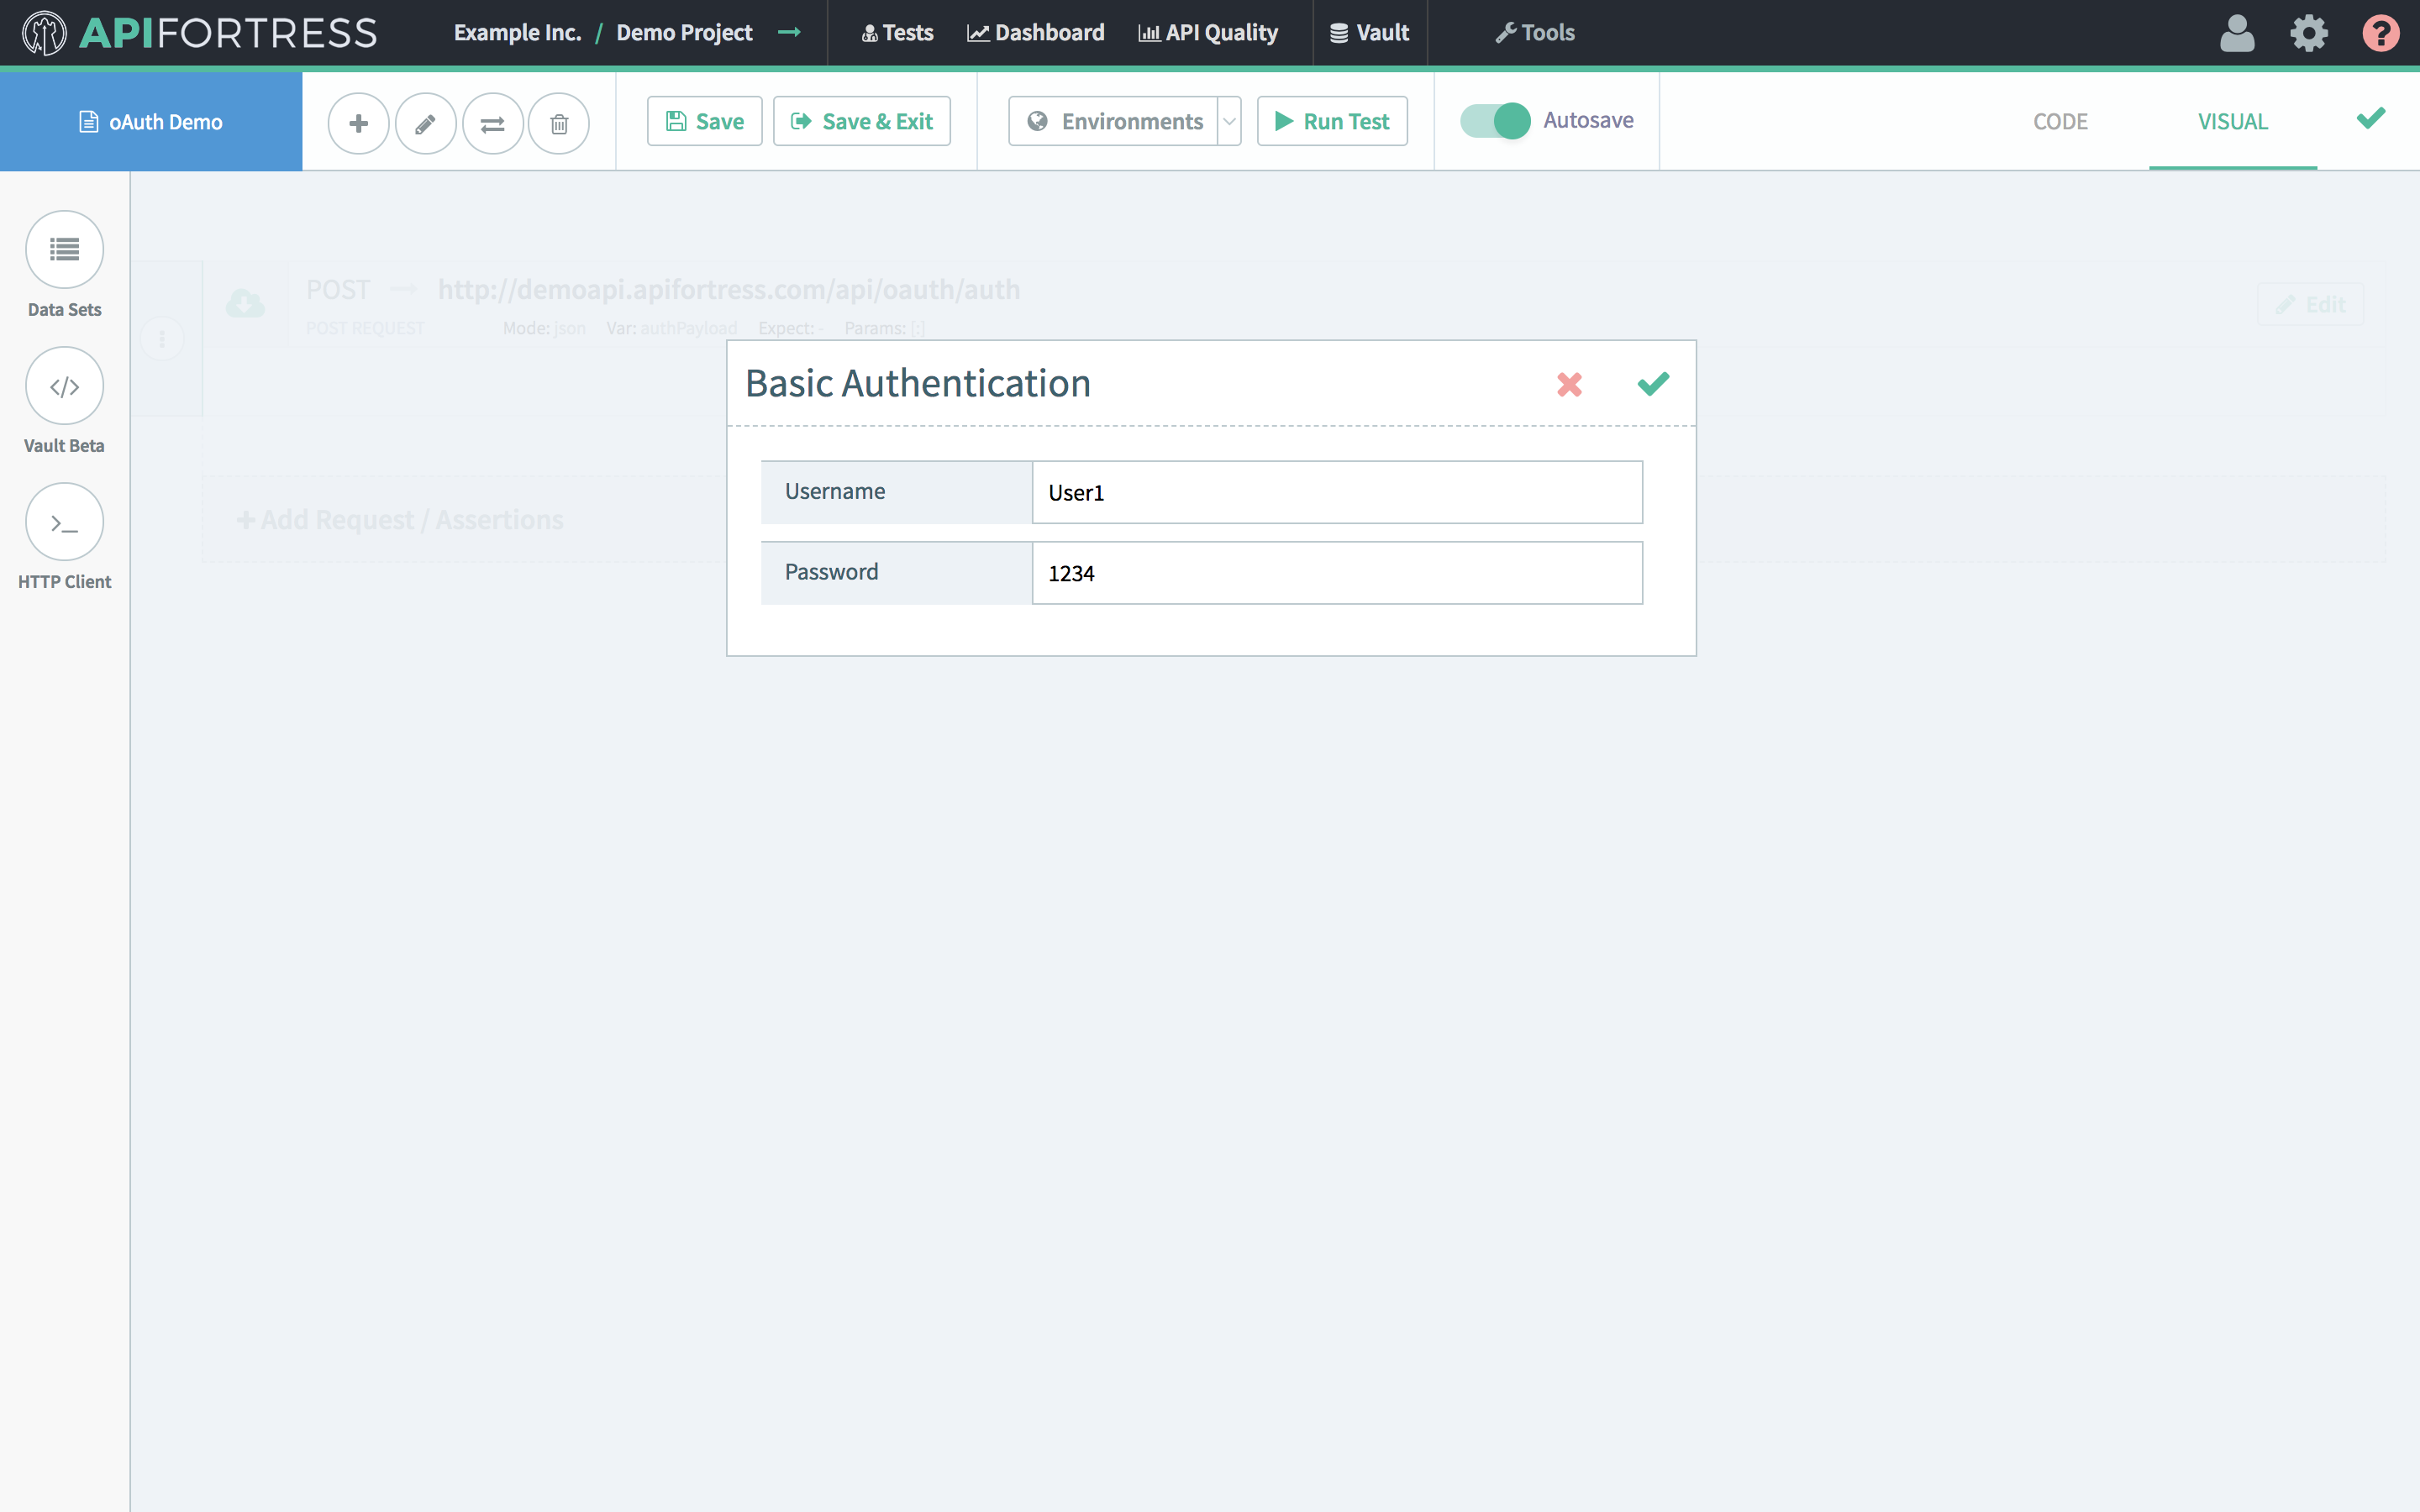 APIFORTRESS Example Inc. / Demo Project Tests Dashboard API Quality Vault Tools ?
oAuth Demo Save Save & Exit Environments Run Test Autosave CODE VISUAL
Data Sets
Vault Beta
HTTP Client
POST http://demoapi.apifortress.com/api/oauth/auth Edit
POST REQUEST Mode: json Var: authPayload Expect: - Params: [:]
Basic Authentication
Username User1
Add Request / Assertions
Password 1234